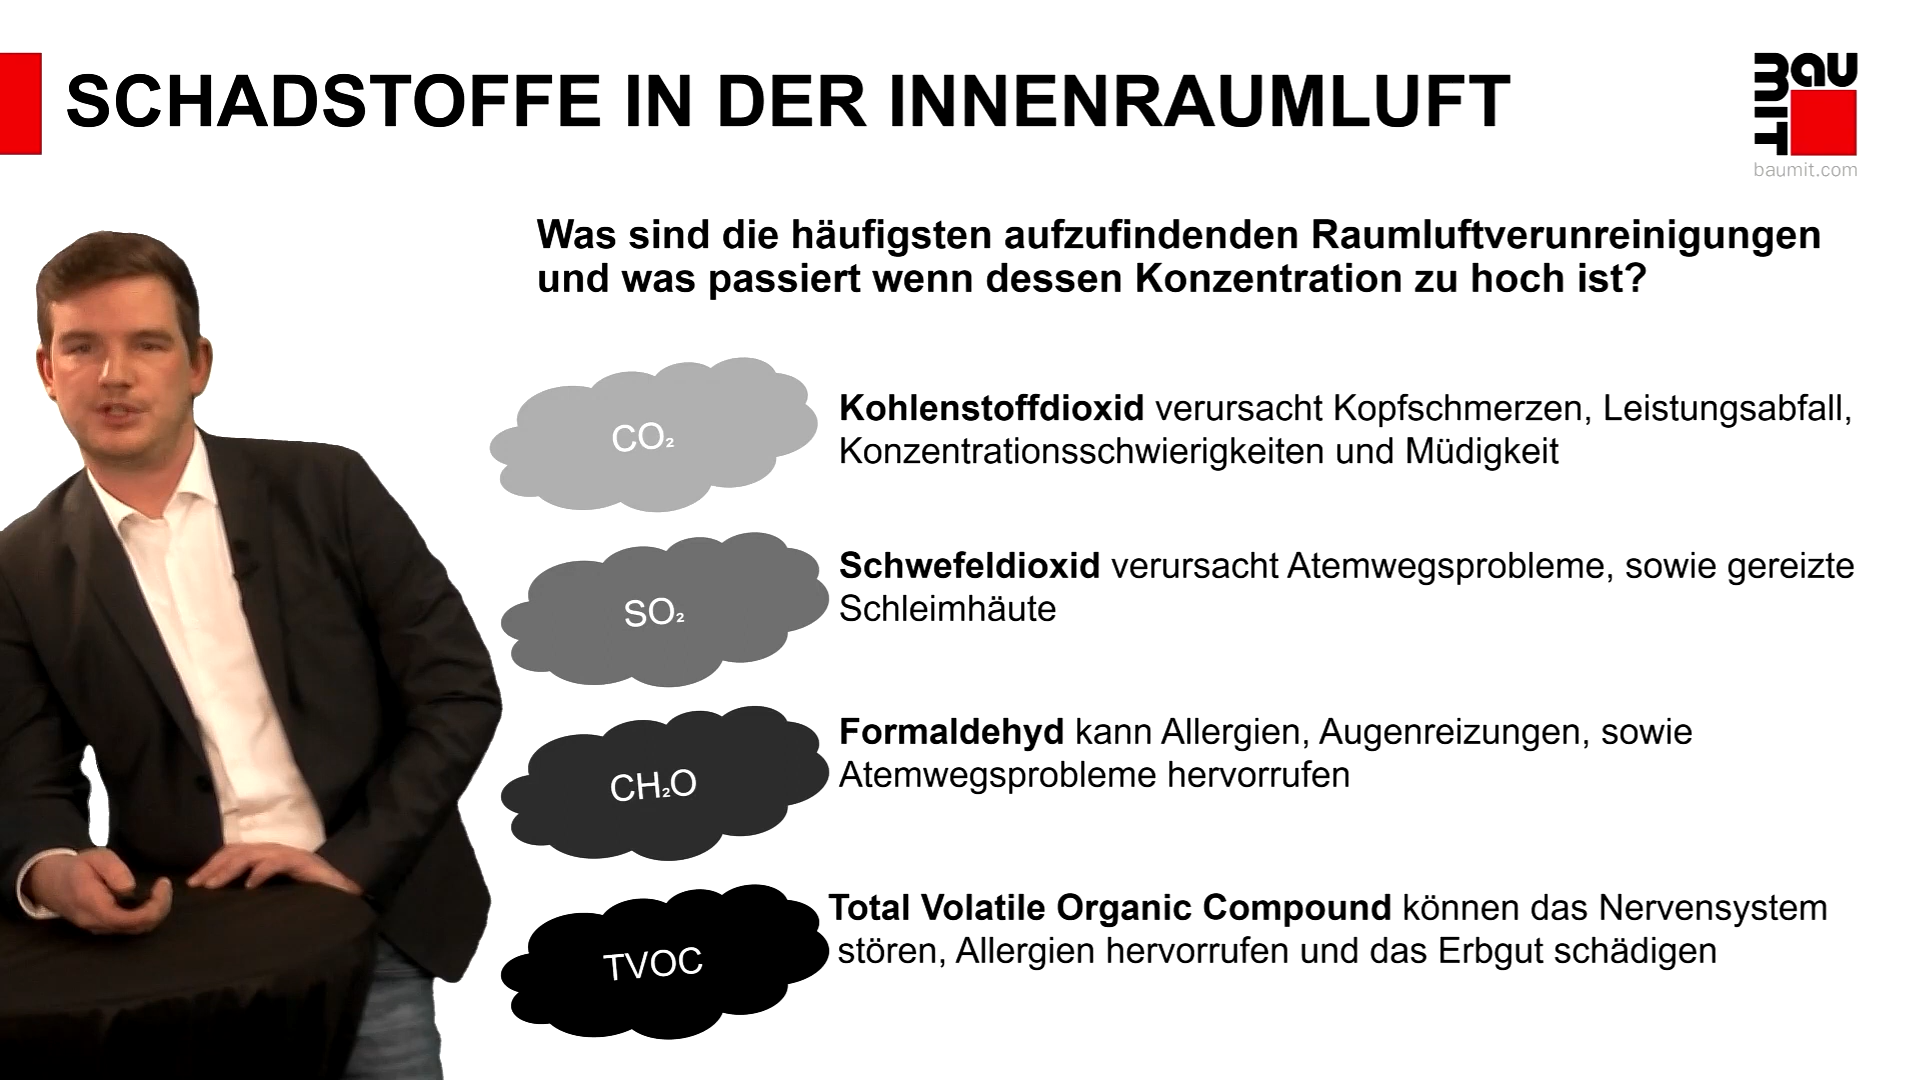 SCHADSTOFFE IN DER INNENRAUMLUFT
bauMIT
baumit.com
Was sind die häufigsten aufzufindenden Raumluftverunreinigungen
und was passiert wenn dessen Konzentration zu hoch ist?
CO₂
Kohlenstoffdioxid verursacht Kopfschmerzen, Leistungsabfall,
Konzentrationsschwierigkeiten und Müdigkeit
SO₂
Schwefeldioxid verursacht Atemwegsprobleme, sowie gereizte
Schleimhäute
CH₂O
Formaldehyd kann Allergien, Augenreizungen, sowie
Atemwegsprobleme hervorrufen
TVOC
Total Volatile Organic Compound können das Nervensystem
stören, Allergien hervorrufen und das Erbgut schädigen